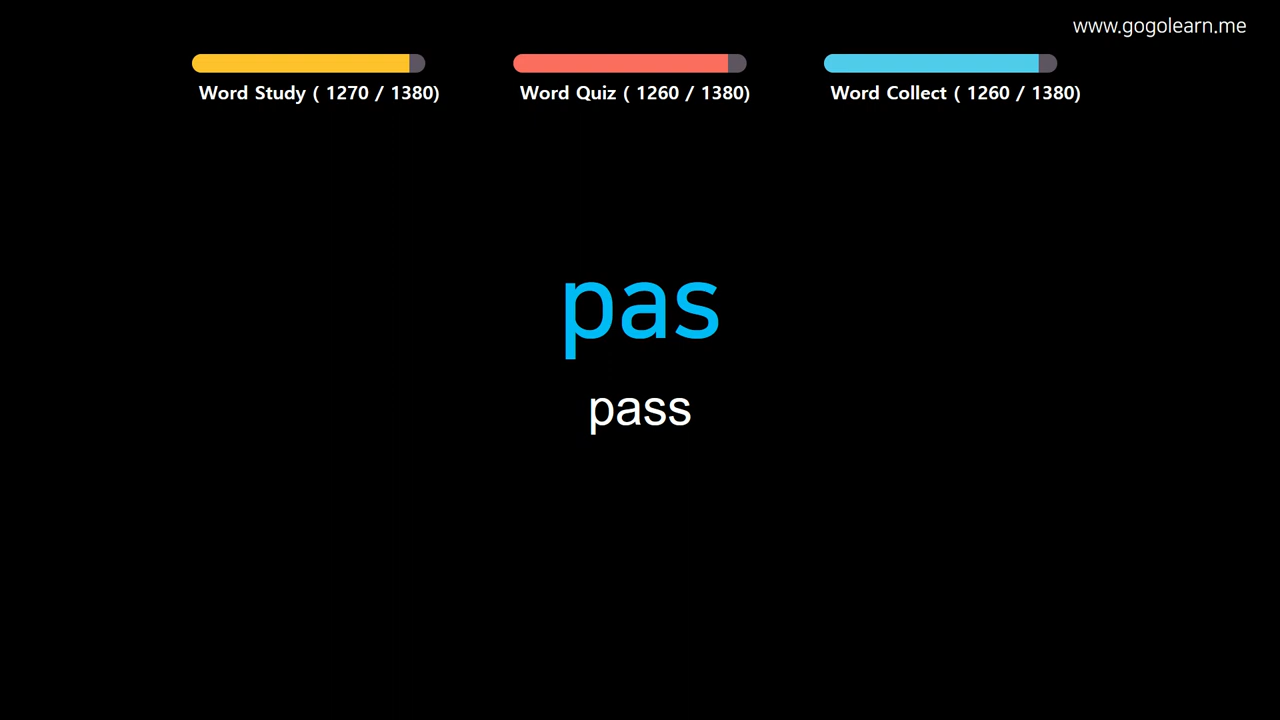 www.gogolearn.me
Word Study ( 1270 / 1380)
Word Quiz ( 1260 / 1380)
Word Collect ( 1260 / 1380)
pas
pass